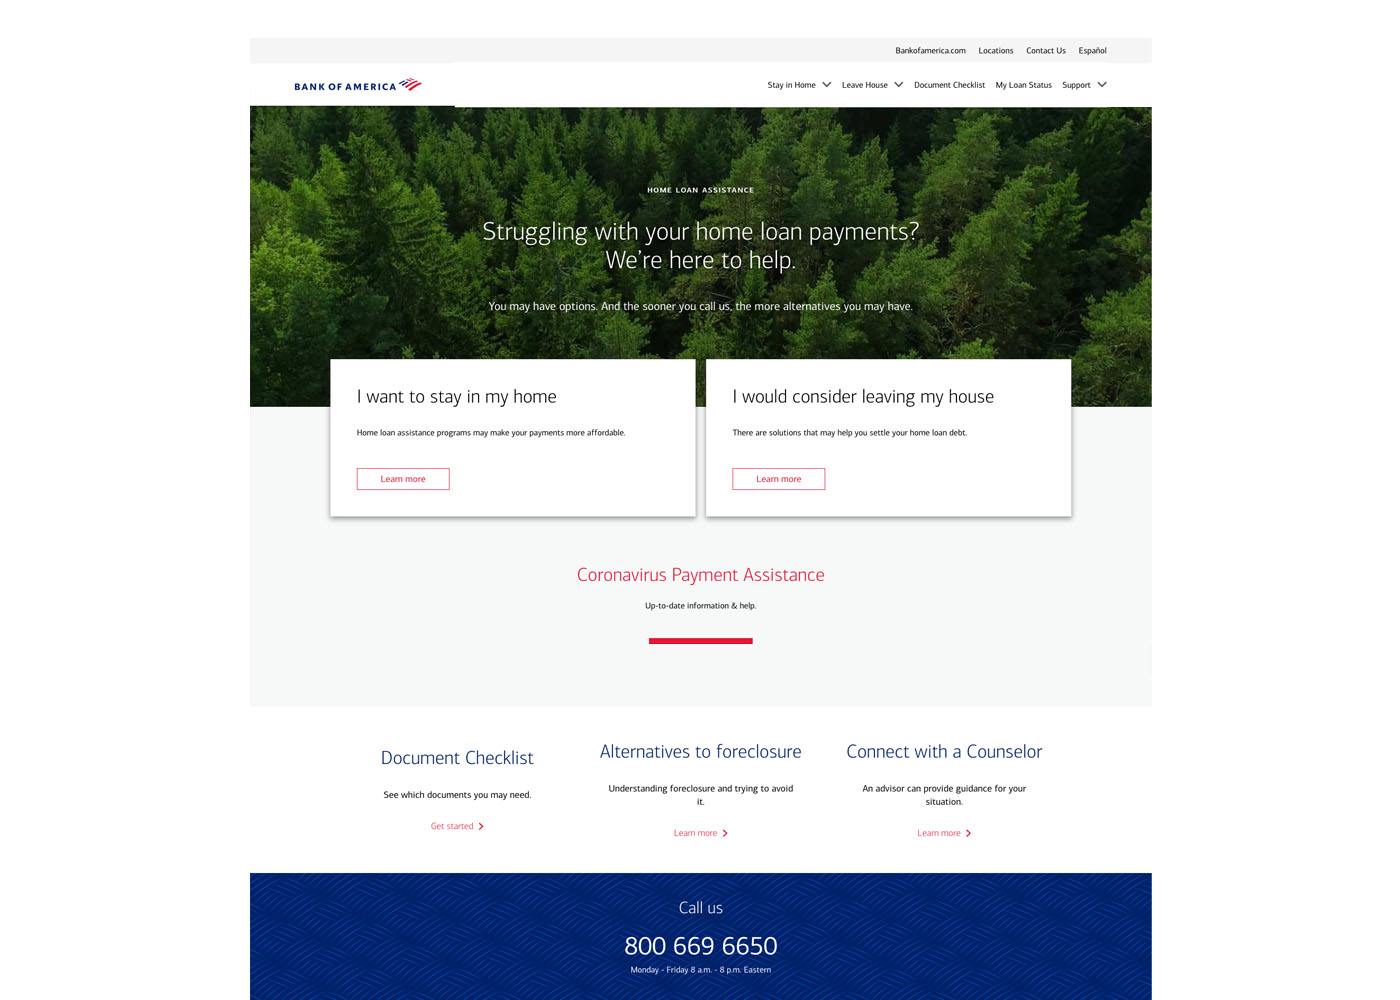 Bankofamerica.com Locations Contact Us Español
BANK OF AMERICA
Stay in Home Leave House Document Checklist My Loan Status Support
HOME LOAN ASSISTANCE
Struggling with your home loan payments?
We're here to help.
You may have options. And the sooner you call us, the more alternatives you may have.
I want to stay in my home
Home loan assistance programs may make your payments more affordable.
Learn more
I would consider leaving my house
There are solutions that may help you settle your home loan debt.
Learn more
Coronavirus Payment Assistance
Up-to-date information & help.
Document Checklist
See which documents you may need.
Get started
Alternatives to foreclosure
Understanding foreclosure and trying to avoid
it.
Learn more
Connect with a Counselor
An advisor can provide guidance for your
situation.
Learn more
Call us
800 669 6650
Monday - Friday 8 a.m. - 8 p.m. Eastern